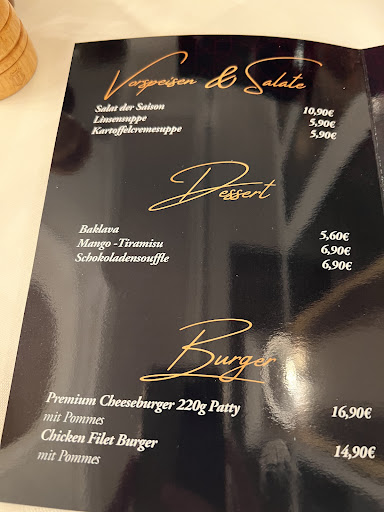 Vorspeisen & Salate
Salat der Saison 10,90€
Linsensuppe 5,90€
Kartoffelcremesuppe 5,90€
Dessert
Baklava 5,60€
Mango -Tiramisu 6,90€
Schokoladensouffle 6,90€
Burger
Premium Cheeseburger 220g Patty 16,90€
mit Pommes
Chicken Filet Burger 14,90€
mit Pommes